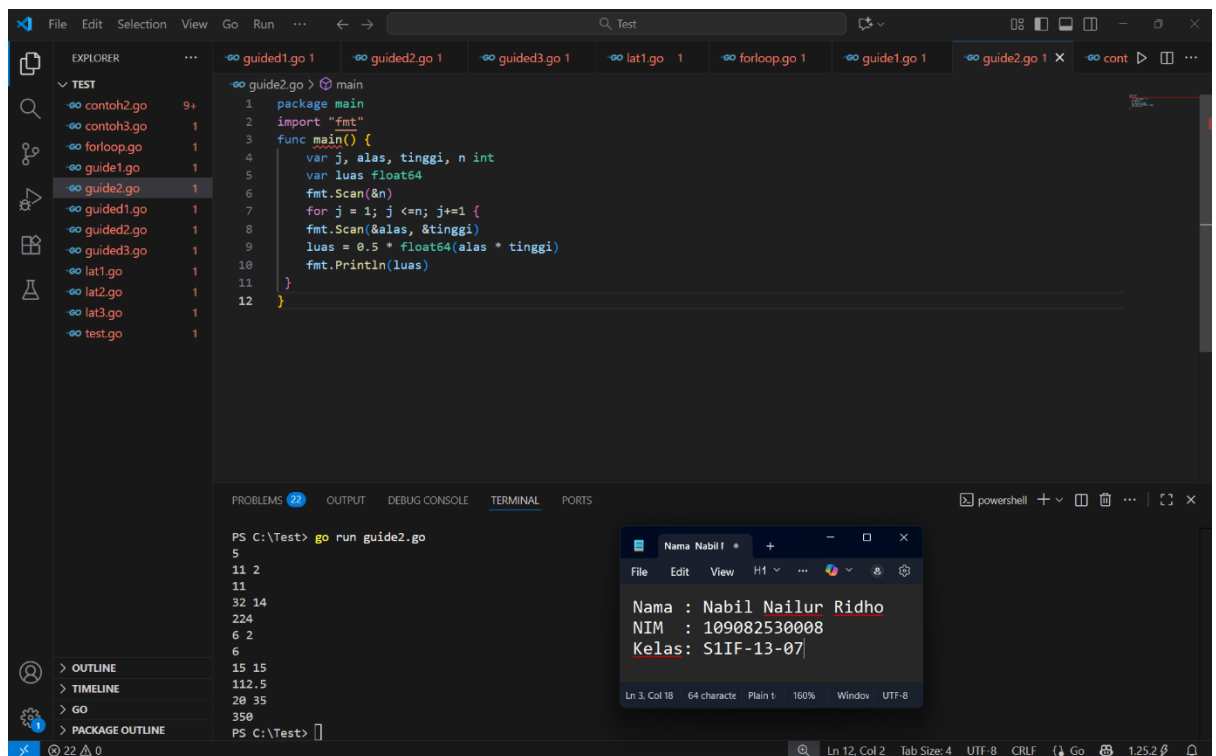 File Edit Selection View Go Run ··· Test
EXPLORER ···
TEST
contoh2.go 9+
contoh3.go 1
forloop.go 1
guide1.go 1
guide2.go 1
guided1.go 1
guided2.go 1
guided3.go 1
lat1.go 1
lat2.go 1
lat3.go 1
test.go 1
OUTLINE
TIMELINE
GO
PACKAGE OUTLINE
guided1.go 1 guided2.go 1 guided3.go 1 lat1.go 1 forloop.go 1 guide1.go 1 guide2.go 1 cont
guide2.go > main
1 package main
2 import "fmt"
3 func main() {
4 var j, alas, tinggi, n int
5 var luas float64
6 fmt.Scan(&n)
7 for j = 1; j <=n; j+=1 {
8 fmt.Scan(&alas, &tinggi)
9 luas = 0.5 * float64(alas * tinggi)
10 fmt.Println(luas)
11 }
12 }
PROBLEMS 22 OUTPUT DEBUG CONSOLE TERMINAL PORTS powershell
PS C:\Test> go run guide2.go
5
11 2
11
32 14
224
6 2
6
15 15
112.5
20 35
350
PS C:\Test>
Nama Nabil
File Edit View H1 ···
Nama : Nabil Nailur Ridho
NIM : 109082530008
Kelas: S1IF-13-07
Ln 3, Col 18 64 characte Plain t 160% Windov UTF-8
1
22 0 Ln 12, Col 2 Tab Size: 4 UTF-8 CRLF Go 1.25.2